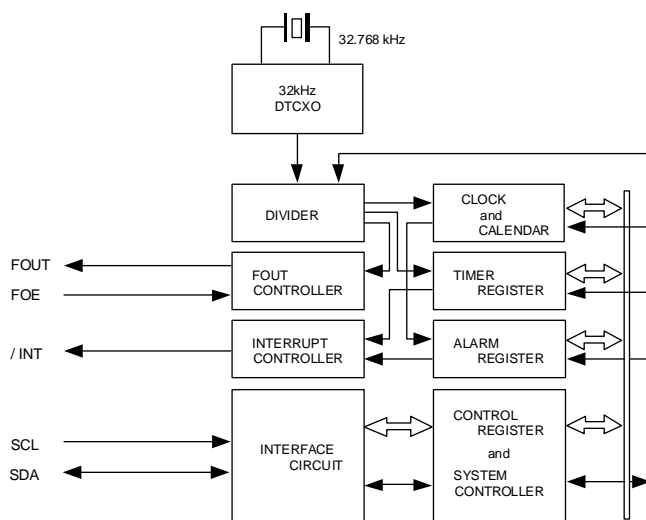 32.768 kHz
32kHz
DTCXO
DIVIDER
CLOCK
and
CALENDAR
FOUT
FOE
FOUT
CONTROLLER
TIMER
REGISTER
/ INT
INTERRUPT
CONTROLLER
ALARM
REGISTER
SCL
SDA
INTERFACE
CIRCUIT
CONTROL
REGISTER
and
SYSTEM
CONTROLLER